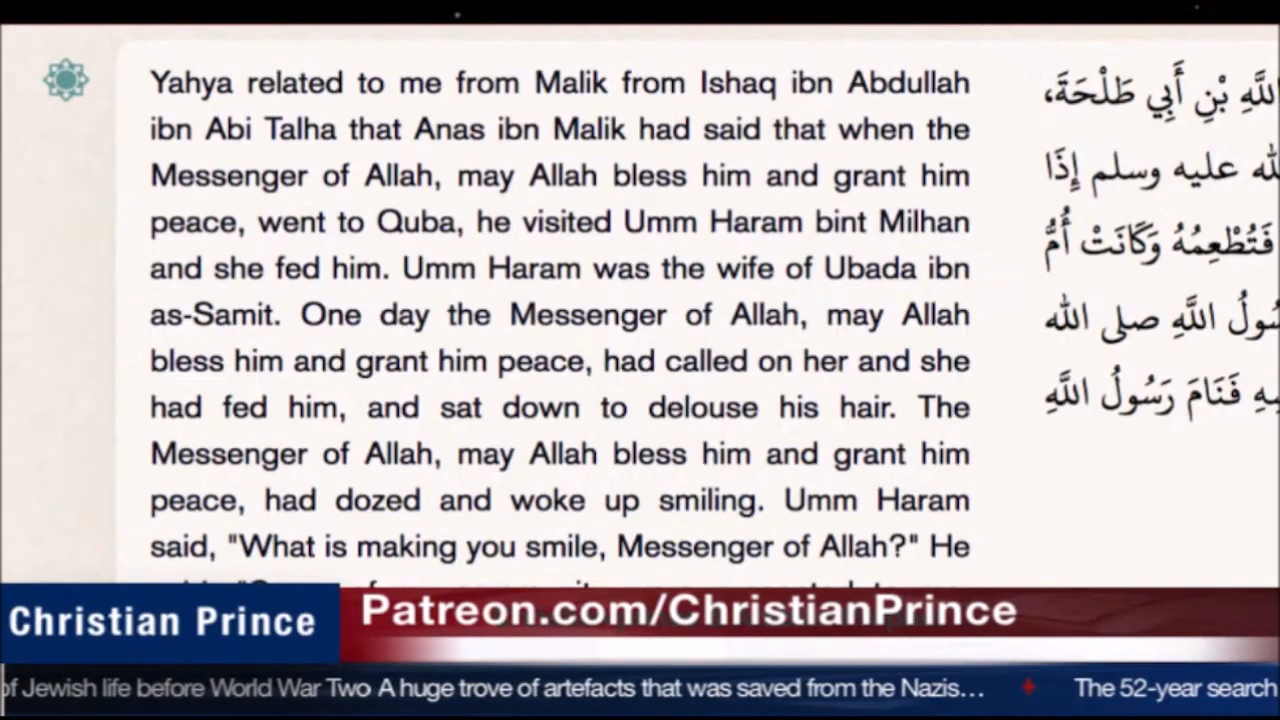 Yahya related to me from Malik from Ishaq ibn Abdullah
ibn Abi Talha that Anas ibn Malik had said that when the
Messenger of Allah, may Allah bless him and grant him
peace, went to Quba, he visited Umm Haram bint Milhan
and she fed him. Umm Haram was the wife of Ubada ibn
as-Samit. One day the Messenger of Allah, may Allah
bless him and grant him peace, had called on her and she
had fed him, and sat down to delouse his hair. The
Messenger of Allah, may Allah bless him and grant him
peace, had dozed and woke up smiling. Umm Haram
said, "What is making you smile, Messenger of Allah?" He
اللَّهِ بْنِ أَبِي طَلْحَةَ،
الله عليه وسلم إِذَا
فَتُطْعِمُهُ وَكَانَتْ أُمُّ
رَسُولُ اللَّهِ صلى الله
فَنَامَ رَسُولُ اللَّهِ
Christian Prince
Patreon.com/ChristianPrince
of Jewish life before World War Two A huge trove of artefacts that was saved from the Nazis... The 52-year search